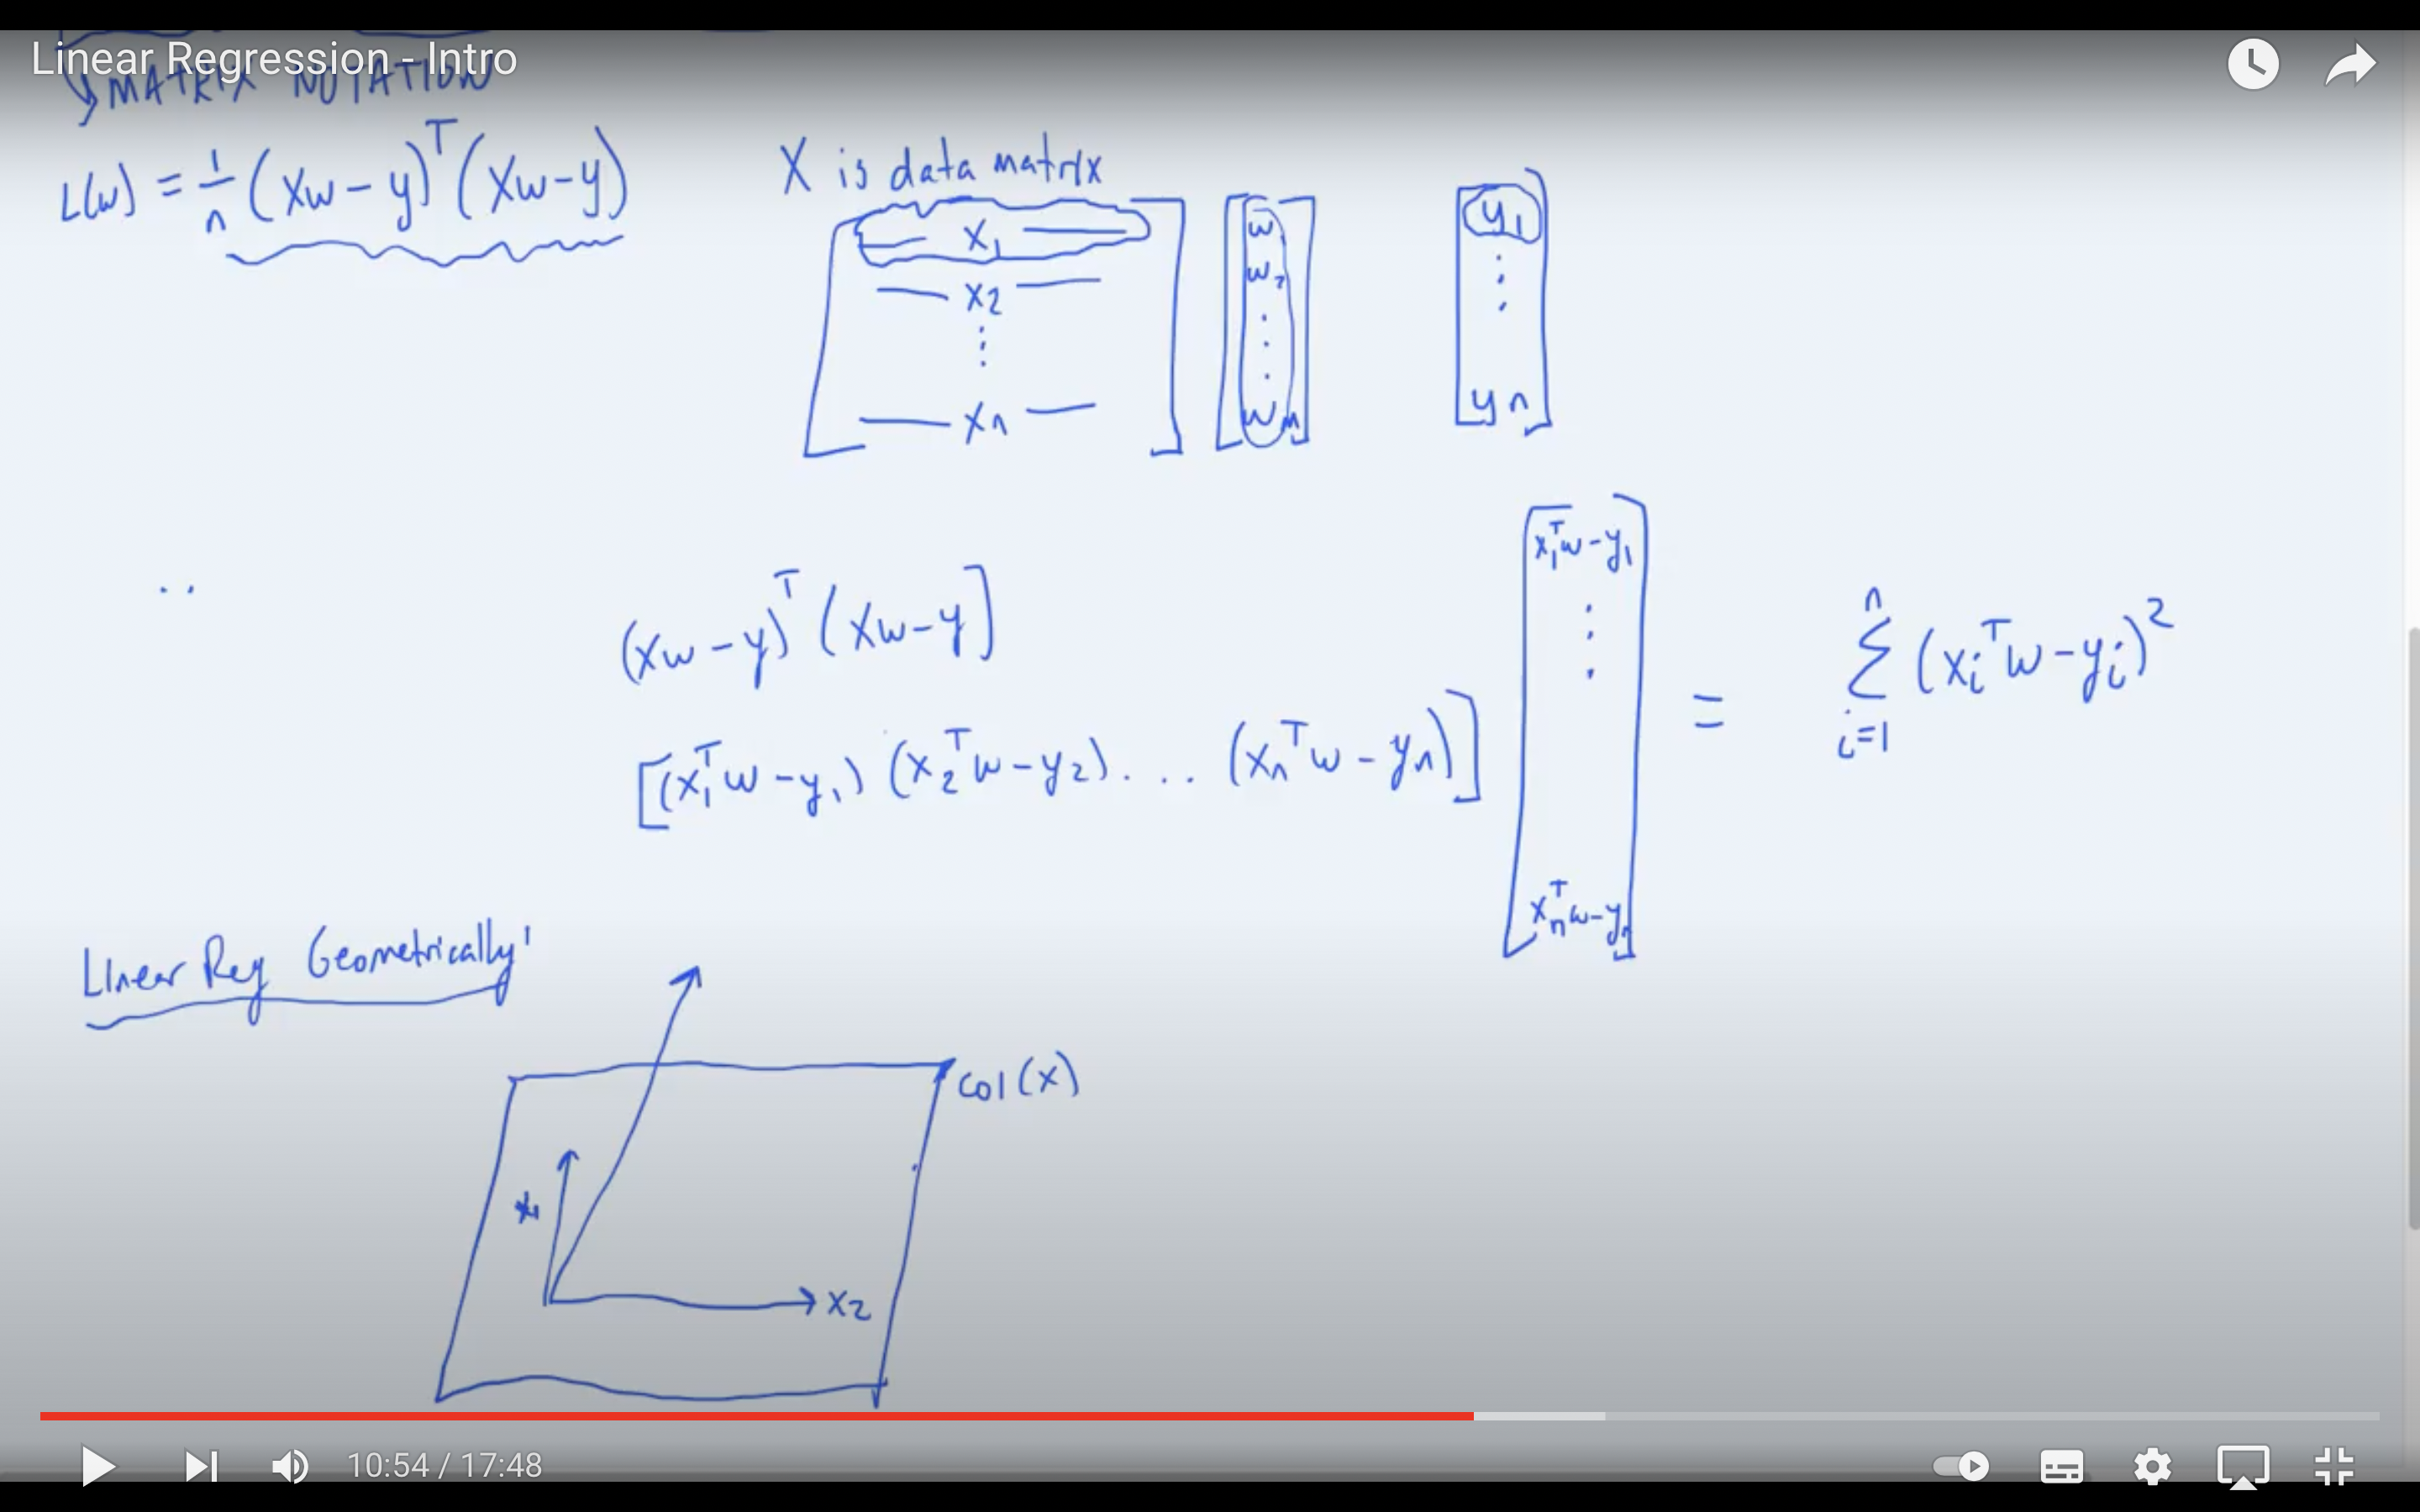 Linear Regression - Intro
MATRIX NOTATION
L(w) = 1/n (Xw - y)^T (Xw - y)
X is data matrix
x1
x2
⋮
xn
w1
w2
⋮
wm
y1
⋮
yn
(Xw - y)^T (Xw - y]
[(x1^T w - y1) (x2^T w - y2) .... (xn^T w - yn)]
x1^T w - y1
⋮
xn^T w - yn
=
n
Σ (xi^T w - yi)^2
i=1
Linear Reg Geometrically
col(x)
x1
x2
10:54 / 17:48